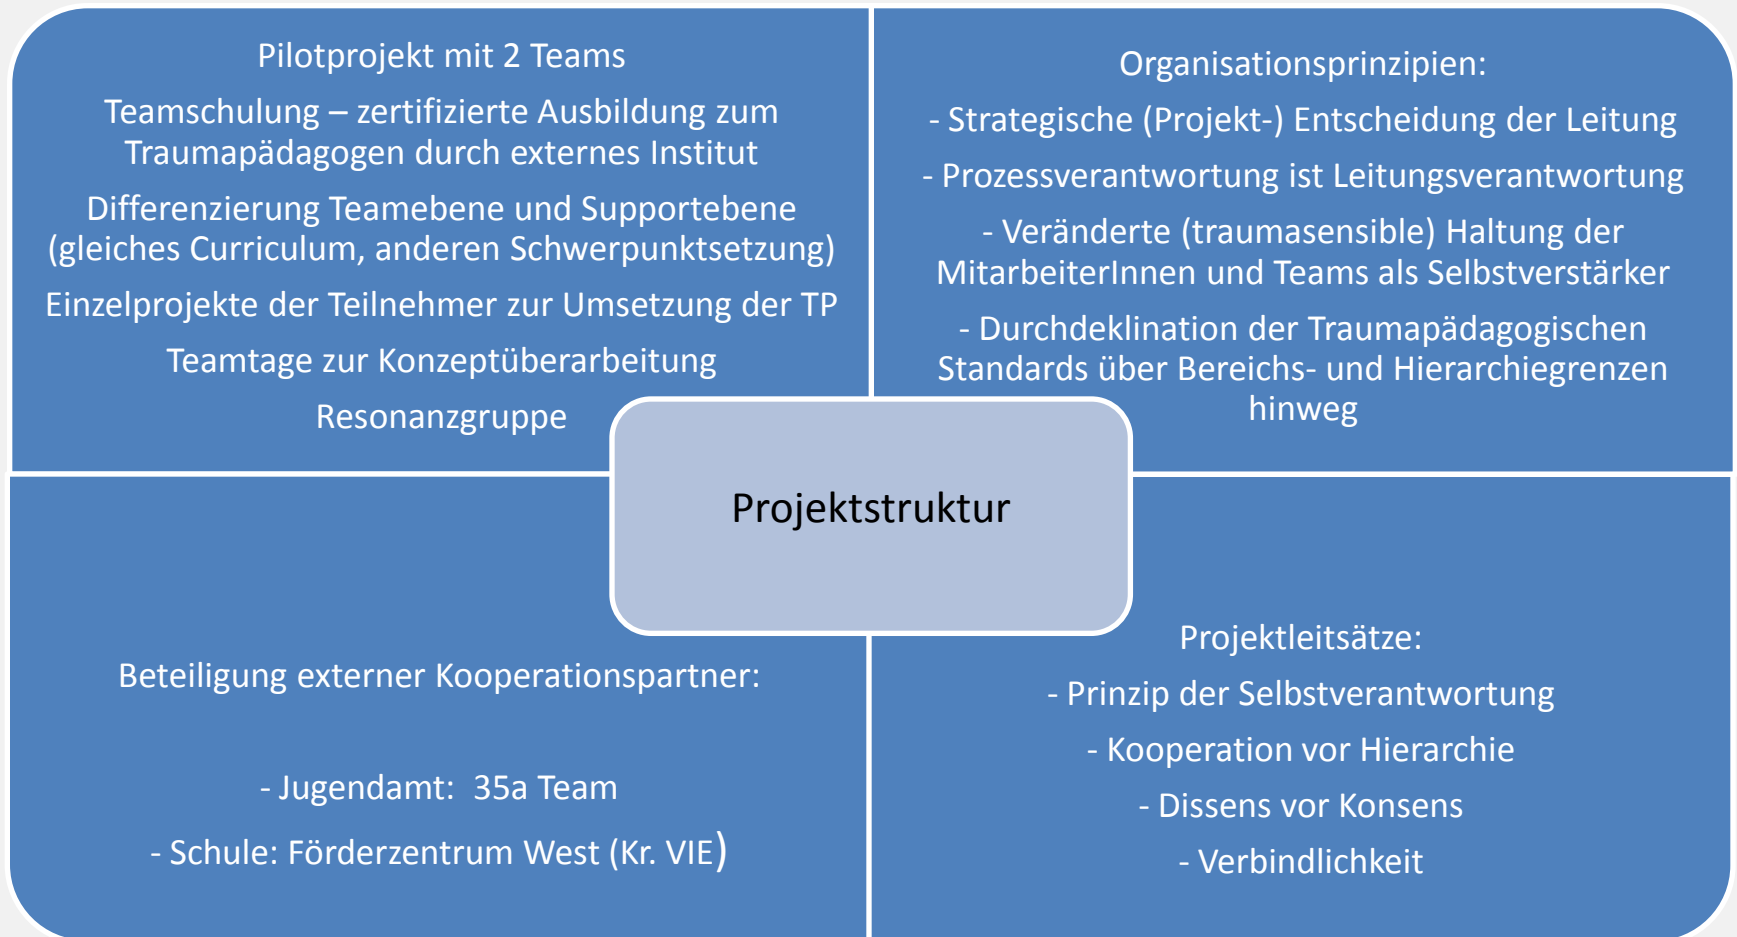 Pilotprojekt mit 2 Teams
Teamschulung – zertifizierte Ausbildung zum
Traumapädagogen durch externes Institut
Differenzierung Teamebene und Supportebene
(gleiches Curriculum, anderen Schwerpunktsetzung)
Einzelprojekte der Teilnehmer zur Umsetzung der TP
Teamtage zur Konzeptüberarbeitung
Resonanzgruppe
Organisationsprinzipien:
- Strategische (Projekt-) Entscheidung der Leitung
- Prozessverantwortung ist Leitungsverantwortung
- Veränderte (traumasensible) Haltung der
MitarbeiterInnen und Teams als Selbstverstärker
- Durchdeklination der Traumapädagogischen
Standards über Bereichs- und Hierarchiegrenzen
hinweg
Projektstruktur
Beteiligung externer Kooperationspartner:
- Jugendamt:  35a Team
- Schule: Förderzentrum West (Kr. VIE)
Projektleitsätze:
- Prinzip der Selbstverantwortung
- Kooperation vor Hierarchie
- Dissens vor Konsens
- Verbindlichkeit